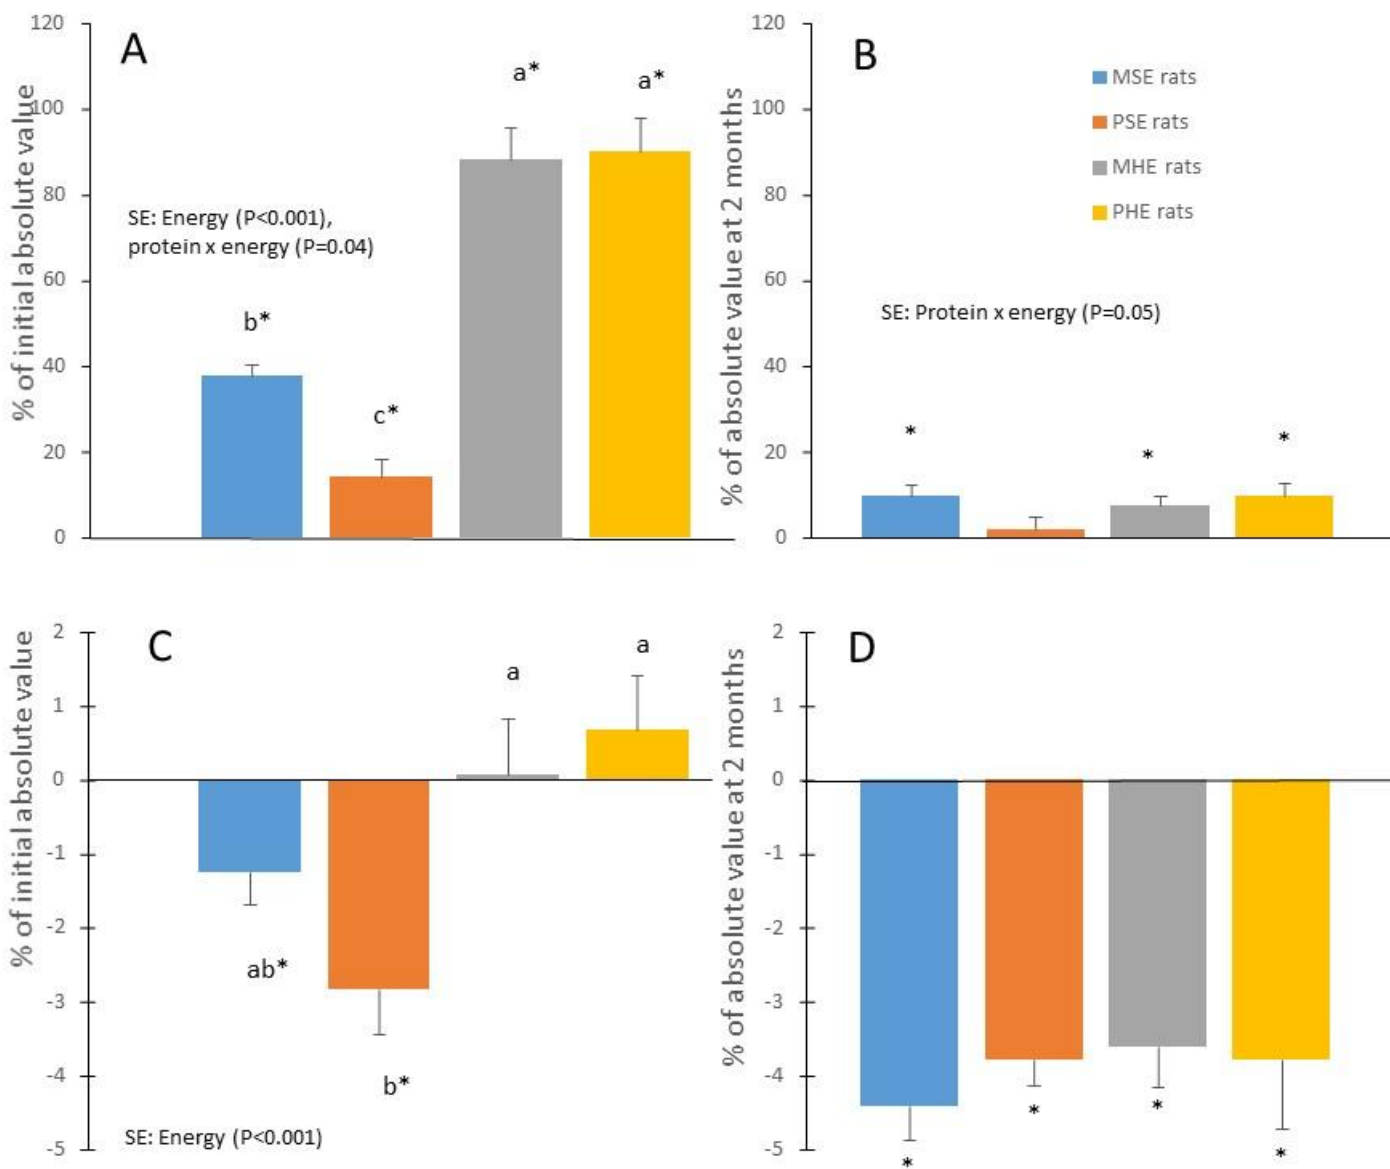 A
% of initial absolute value
120
100
80
60
40
20
0
SE: Energy (P<0.001),
protein x energy (P=0.04)
b*
c*
a*
a*
B
% of absolute value at 2 months
120
100
80
60
40
20
0
MSE rats
PSE rats
MHE rats
PHE rats
SE: Protein x energy (P=0.05)
*
*
*
C
% of initial absolute value
2
1
0
-1
-2
-3
-4
-5
ab*
b*
a
a
SE: Energy (P<0.001)
D
% of absolute value at 2 months
2
1
0
-1
-2
-3
-4
-5
*
*
*
*